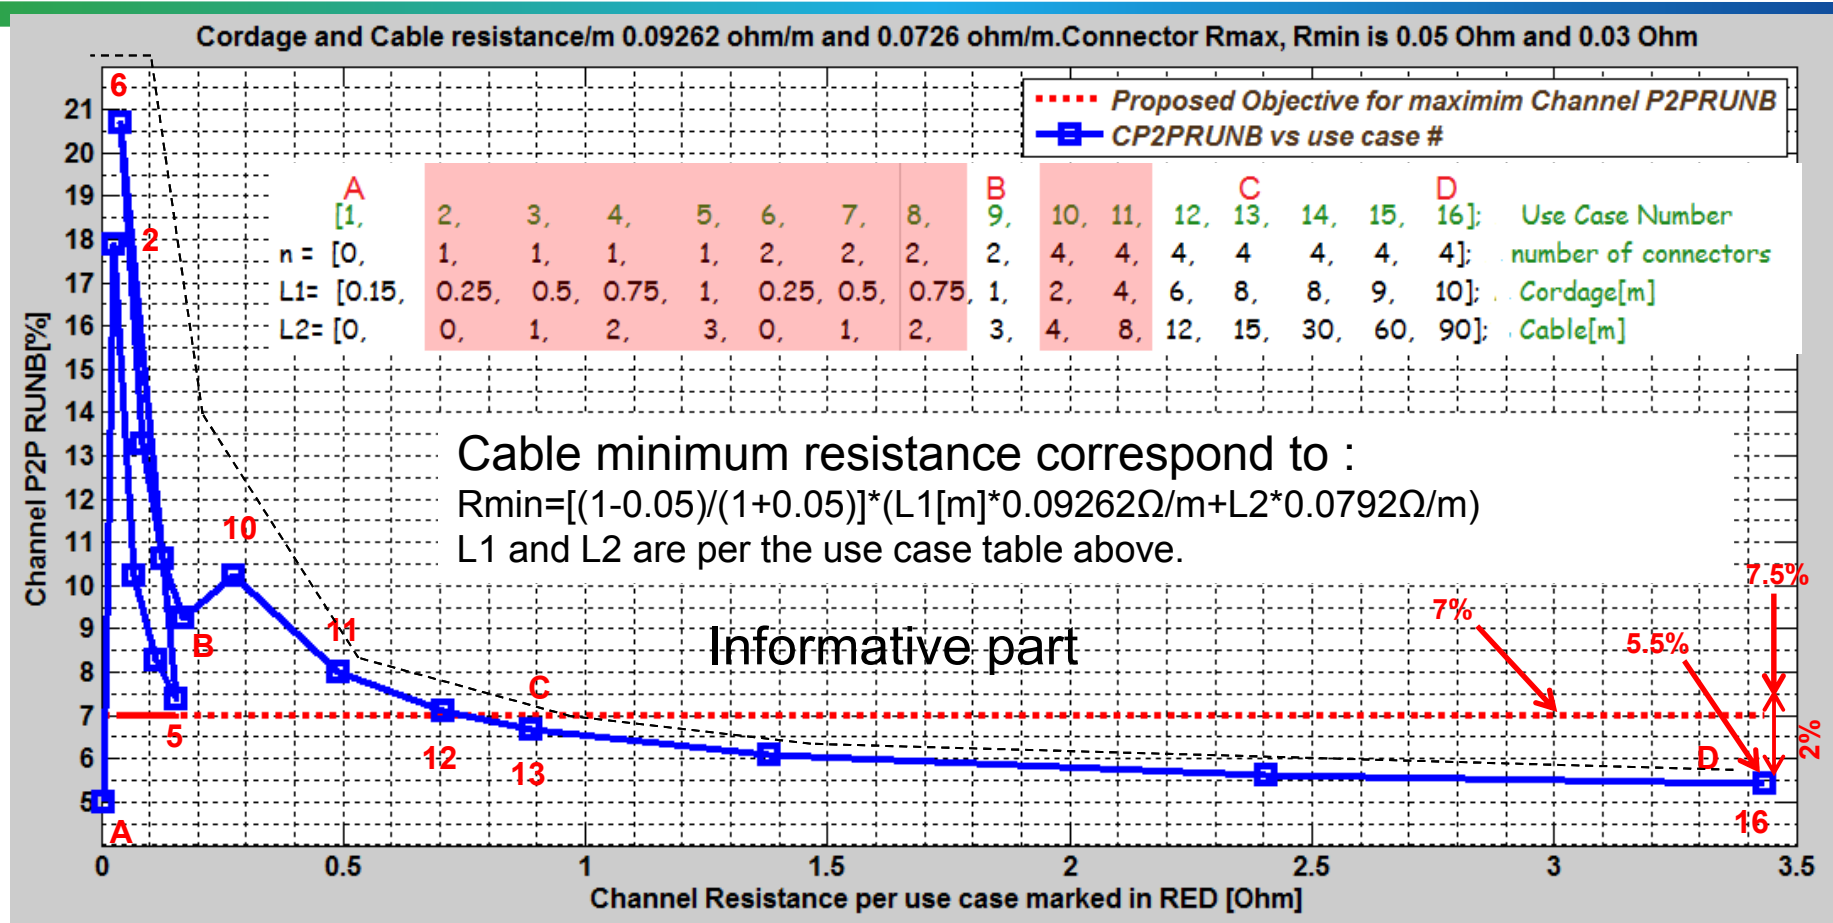 Cordage and Cable resistance/m 0.09262 ohm/m and 0.0726 ohm/m.Connector Rmax, Rmin is 0.05 Ohm and 0.03 Ohm
Proposed Objective for maximim Channel P2PRUNB
CP2PRUNB vs use case #
A B C D
[1, 2, 3, 4, 5, 6, 7, 8, 9, 10, 11, 12, 13, 14, 15, 16]; Use Case Number
n = [0, 1, 1, 1, 1, 2, 2, 2, 2, 4, 4, 4, 4 4, 4, 4]; number of connectors
L1= [0.15, 0.25, 0.5, 0.75, 1, 0.25, 0.5, 0.75, 1, 2, 4, 6, 8, 8, 9, 10]; Cordage[m]
L2= [0, 0, 1, 2, 3, 0, 1, 2, 3, 4, 8, 12, 15, 30, 60, 90]; Cable[m]
Cable minimum resistance correspond to :
Rmin=[(1-0.05)/(1+0.05)]*(L1[m]*0.09262Ω/m+L2*0.0792Ω/m)
L1 and L2 are per the use case table above.
Informative part
6
2
10
11
B
5
C
12
13
7%
5.5%
7.5%
2%
D
16
A
Channel P2P RUNB[%]
21
20
19
18
17
16
15
14
13
12
11
10
9
8
7
6
5
0 0.5 1 1.5 2 2.5 3 3.5
Channel Resistance per use case marked in RED [Ohm]